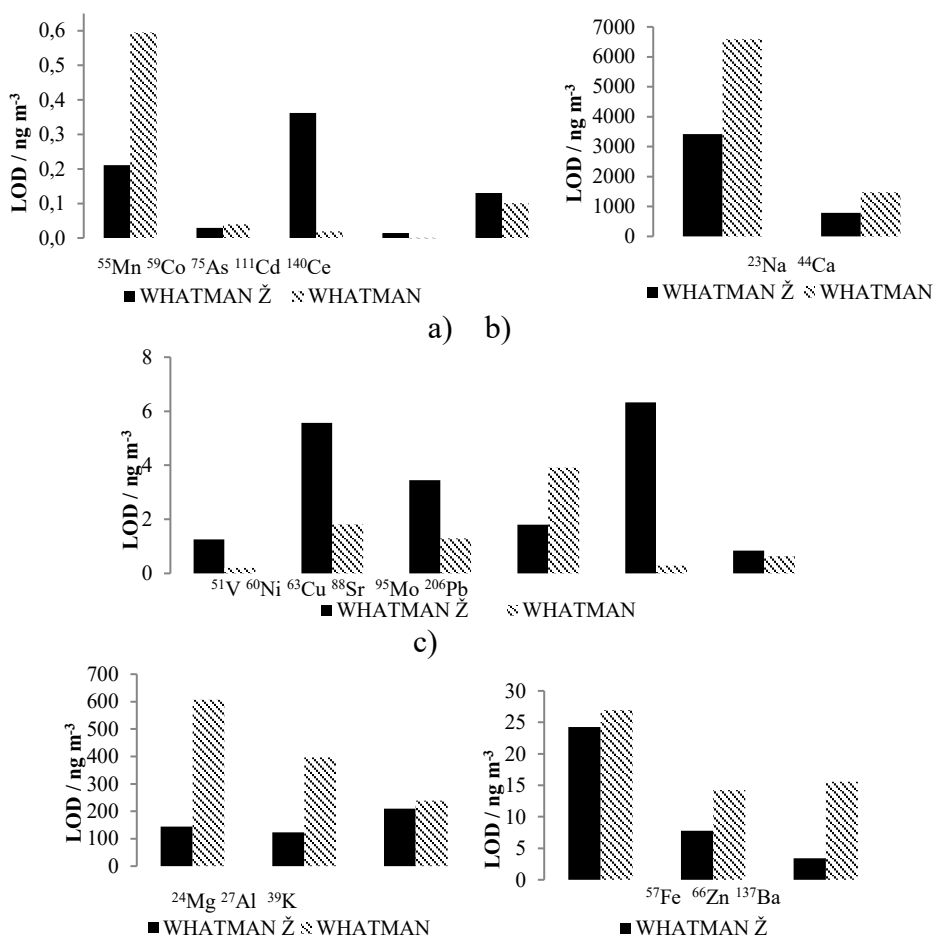 LOD / ng m⁻³
0,6
0,5
0,4
0,3
0,2
0,1
0,0
⁵⁵Mn ⁵⁹Co ⁷⁵As ¹¹¹Cd ¹⁴⁰Ce
WHATMAN Ž WHATMAN
LOD / ng m⁻³
7000
6000
5000
4000
3000
2000
1000
0
²³Na ⁴⁴Ca
WHATMAN Ž WHATMAN
a) b)
LOD / ng m⁻³
8
6
4
2
0
⁵¹V ⁶⁰Ni ⁶³Cu ⁸⁸Sr ⁹⁵Mo ²⁰⁶Pb
WHATMAN Ž WHATMAN
c)
LOD / ng m⁻³
700
600
500
400
300
200
100
0
²⁴Mg ²⁷Al ³⁹K
WHATMAN Ž WHATMAN
LOD / ng m⁻³
30
25
20
15
10
5
0
⁵⁷Fe ⁶⁶Zn ¹³⁷Ba
WHATMAN Ž WHATMAN